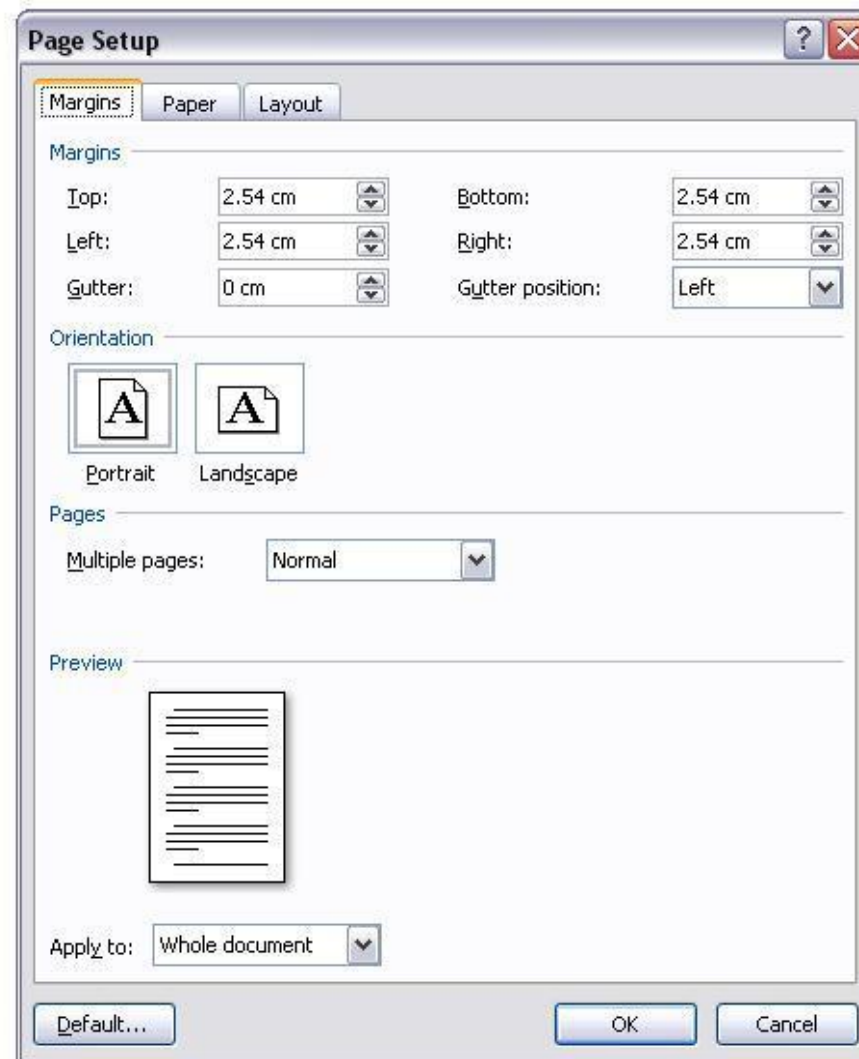 Page Setup
Margins Paper Layout
Margins
Top: 2.54 cm Bottom: 2.54 cm
Left: 2.54 cm Right: 2.54 cm
Gutter: 0 cm Gutter position: Left
Orientation
A A
Portrait Landscape
Pages
Multiple pages: Normal
Preview
Apply to: Whole document
Default... OK Cancel